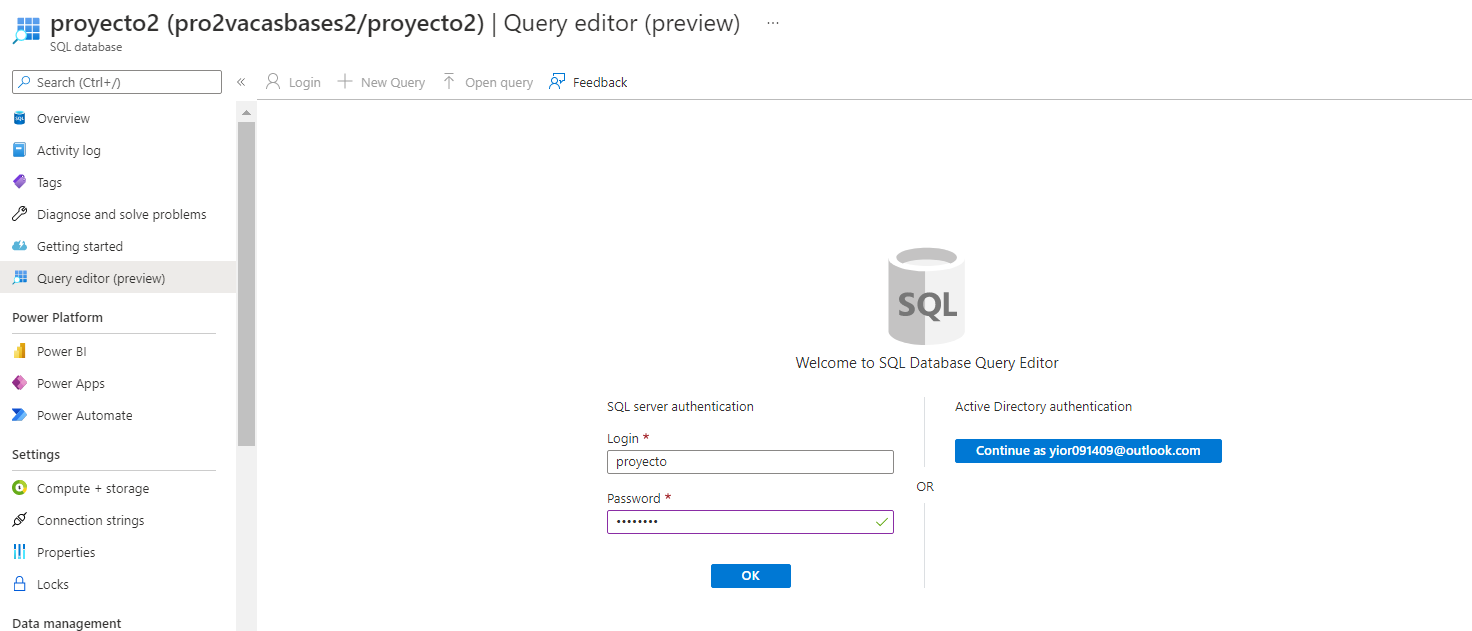 proyecto2 (pro2vacasbases2/proyecto2) | Query editor (preview) ...
SQL database
Search (Ctrl+/)
«
Login
New Query
Open query
Feedback
Overview
Activity log
Tags
Diagnose and solve problems
Getting started
Query editor (preview)
Power Platform
Power BI
Power Apps
Power Automate
Settings
Compute + storage
Connection strings
Properties
Locks
Data management
SQL
Welcome to SQL Database Query Editor
SQL server authentication
Login *
proyecto
Password *
••••••••
OK
OR
Active Directory authentication
Continue as yior091409@outlook.com